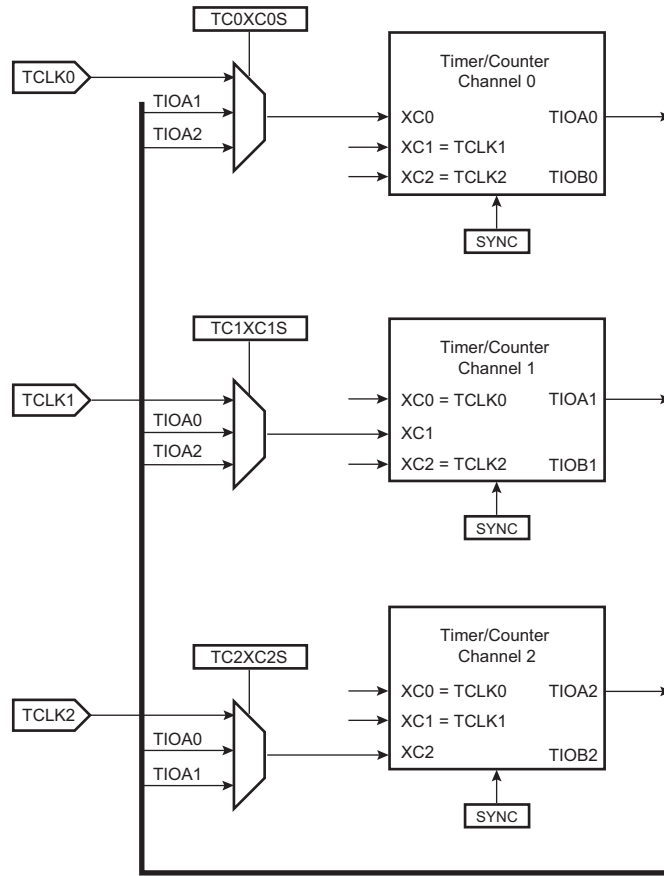 TC0XC0S
Timer/Counter
Channel 0
TCLK0
TIOA1
TIOA2
XC0
TIOA0
XC1 = TCLK1
XC2 = TCLK2
TIOB0
SYNC
TC1XC1S
Timer/Counter
Channel 1
TCLK1
TIOA0
TIOA2
XC0 = TCLK0
TIOA1
XC1
XC2 = TCLK2
TIOB1
SYNC
TC2XC2S
Timer/Counter
Channel 2
TCLK2
TIOA0
TIOA1
XC0 = TCLK0
TIOA2
XC1 = TCLK1
XC2
TIOB2
SYNC